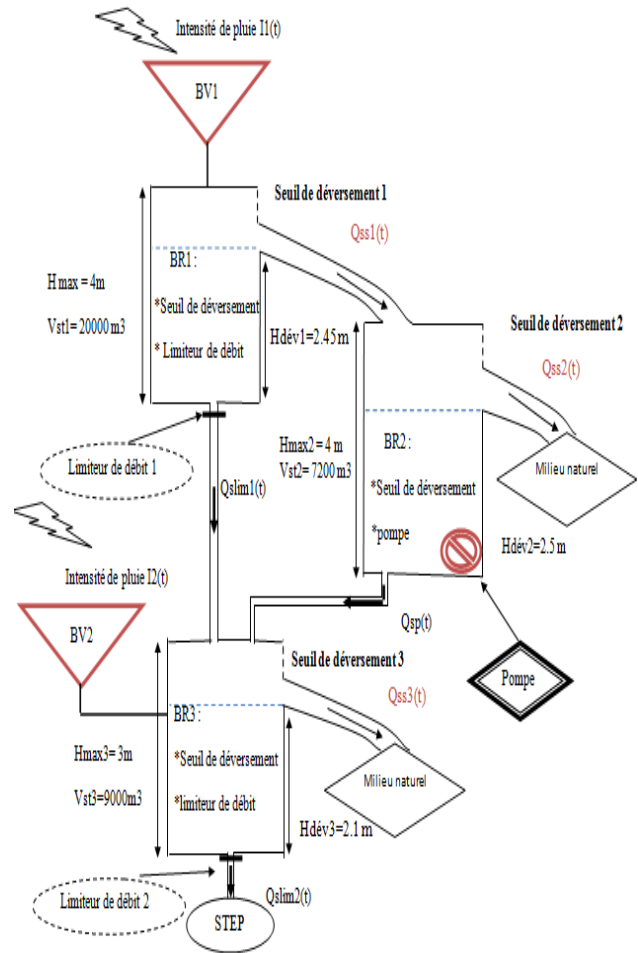 Intensité de pluie I1(t)
BV1
Seuil de déversement 1
Qss1(t)
BR1 :
*Seuil de déversement
* Limiteur de débit
Hmax = 4m
Vst1= 20000 m3
Hdév1=2.45 m
Seuil de déversement 2
Qss2(t)
Hmax2= 4 m
Vst2= 7200 m3
BR2 :
*Seuil de déversement
*pompe
Milieu naturel
Hdév2=2.5 m
Limiteur de débit 1
Qslim1(t)
Intensité de pluie I2(t)
BV2
Qsp(t)
Pompe
Seuil de déversement 3
Qss3(t)
BR3 :
*Seuil de déversement
*limiteur de débit
Hmax3= 3m
Vst3=9000m3
Milieu naturel
Hdév3=2.1 m
Limiteur de débit 2
Qslim2(t)
STEP